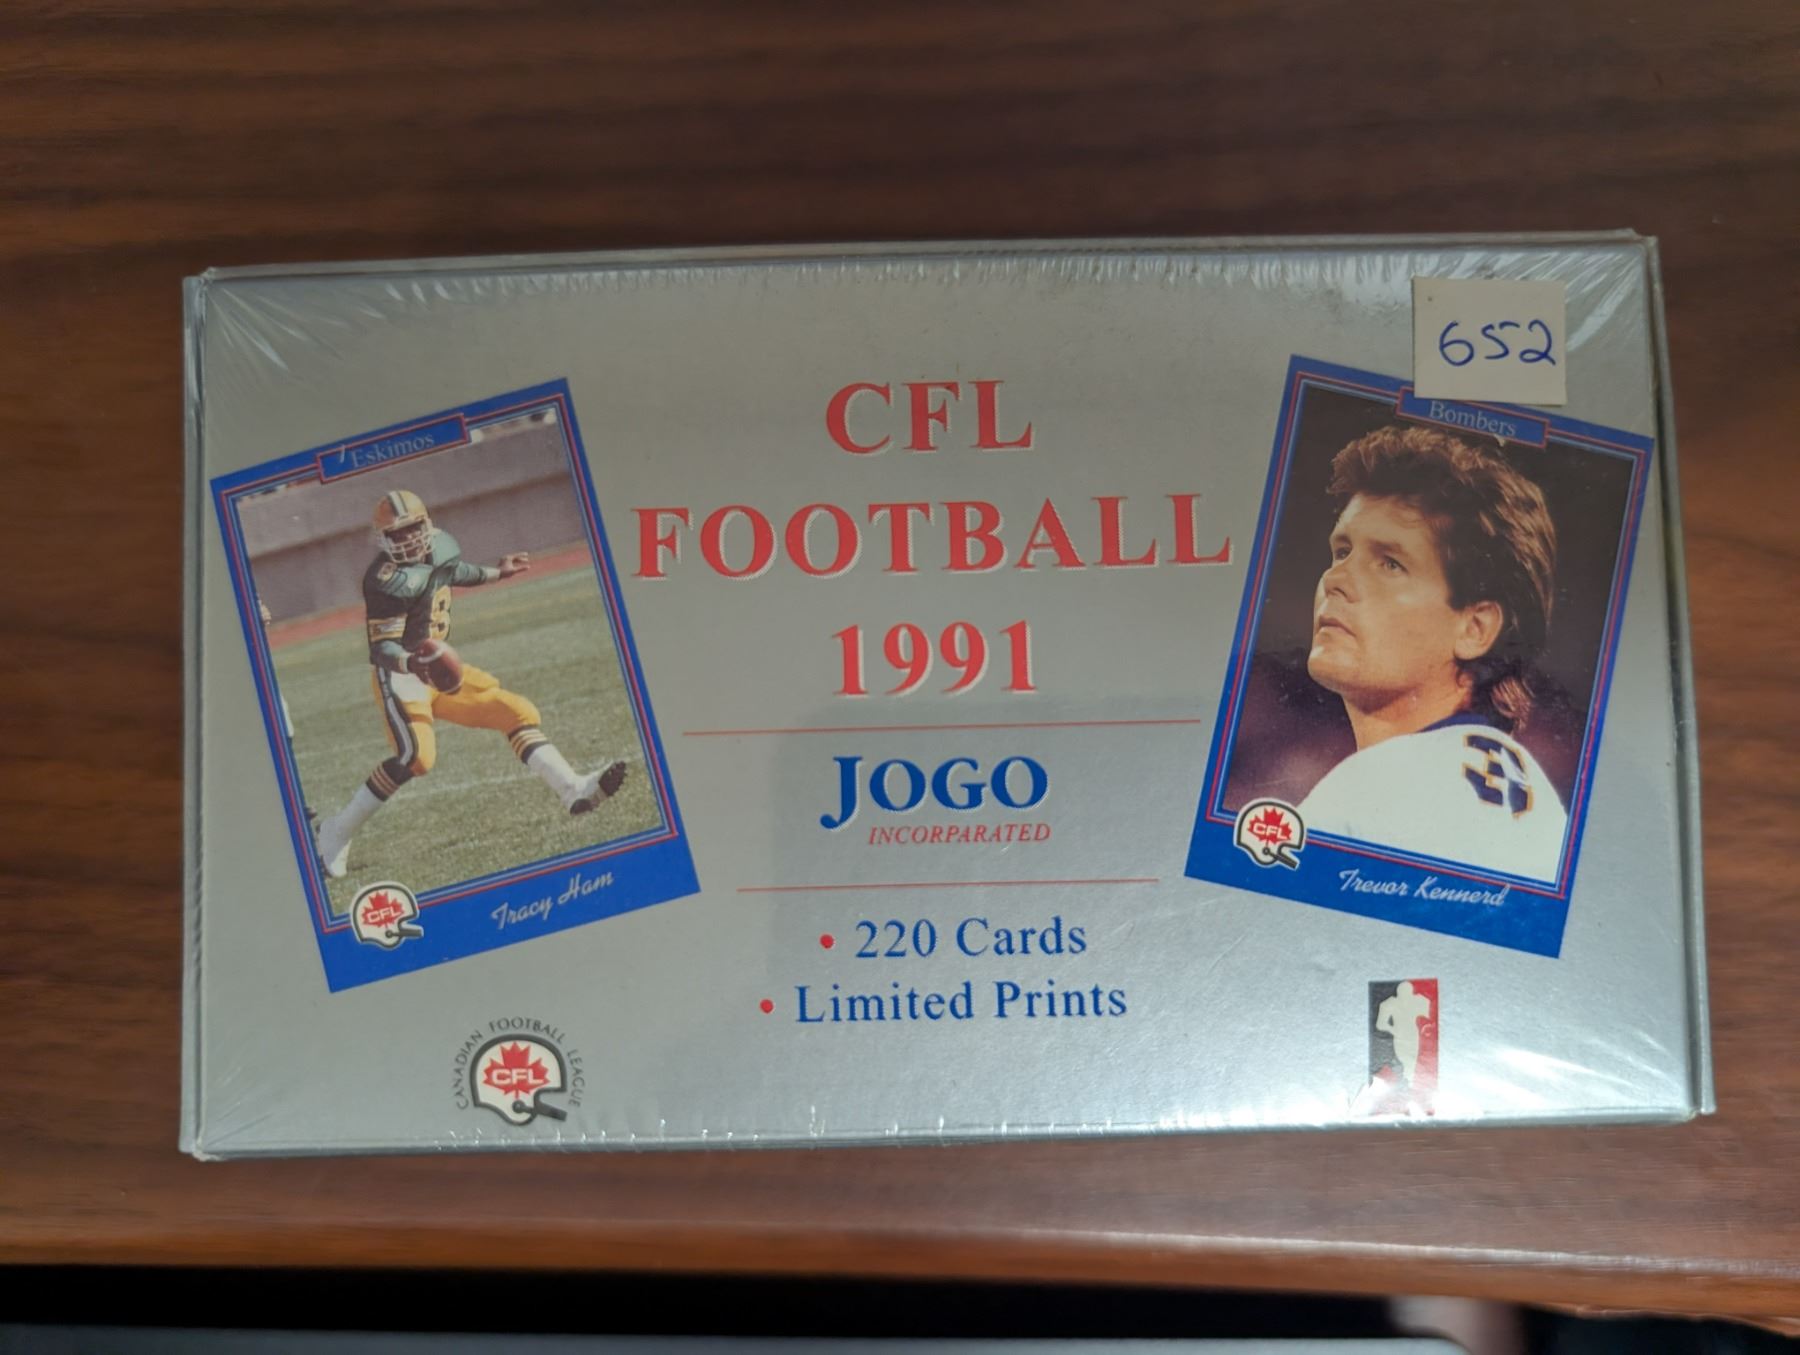 652
CFL
FOOTBALL
1991
JOGO
INCORPARATED
• 220 Cards
• Limited Prints
Eskimos
CFL
Tracy Ham
Bombers
CFL
Trevor Kennerd
CANADIAN FOOTBALL LEAGUE
CFL